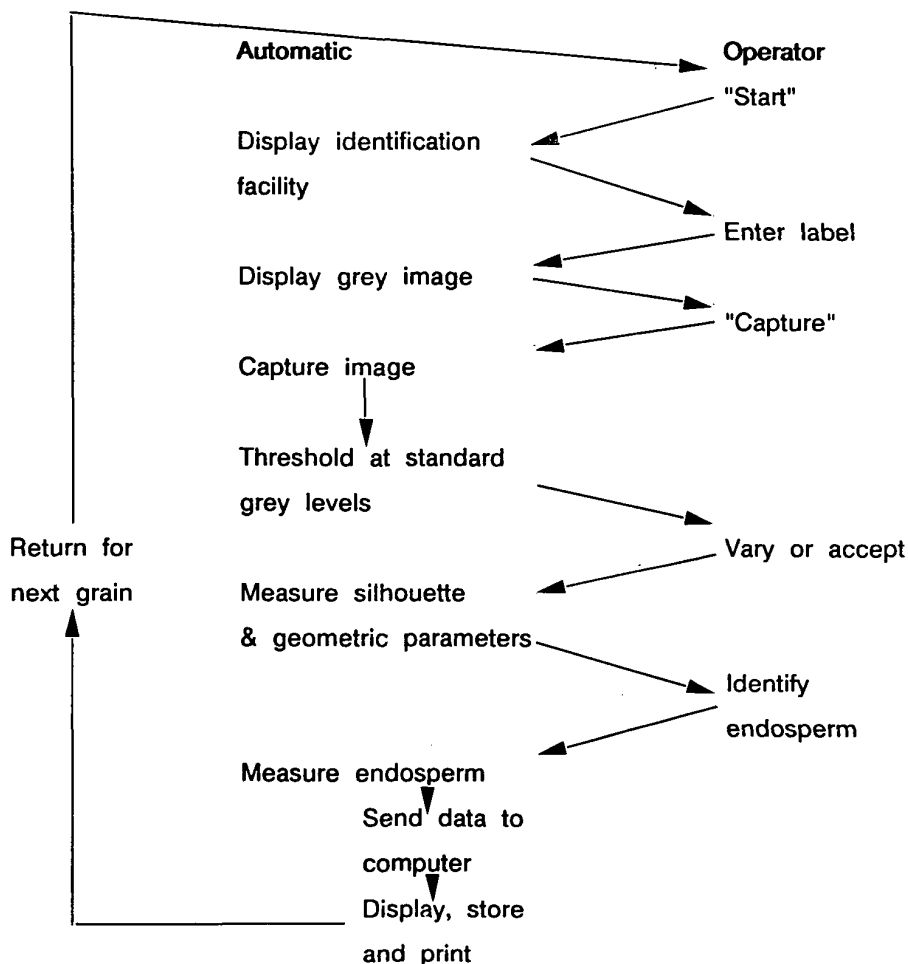 Automatic
Operator
"Start"
Display identification
facility
Enter label
Display grey image
"Capture"
Capture image
Threshold at standard
grey levels
Return for
next grain
Vary or accept
Measure silhouette
& geometric parameters
Identify
endosperm
Measure endosperm
Send data to
computer
Display, store
and print